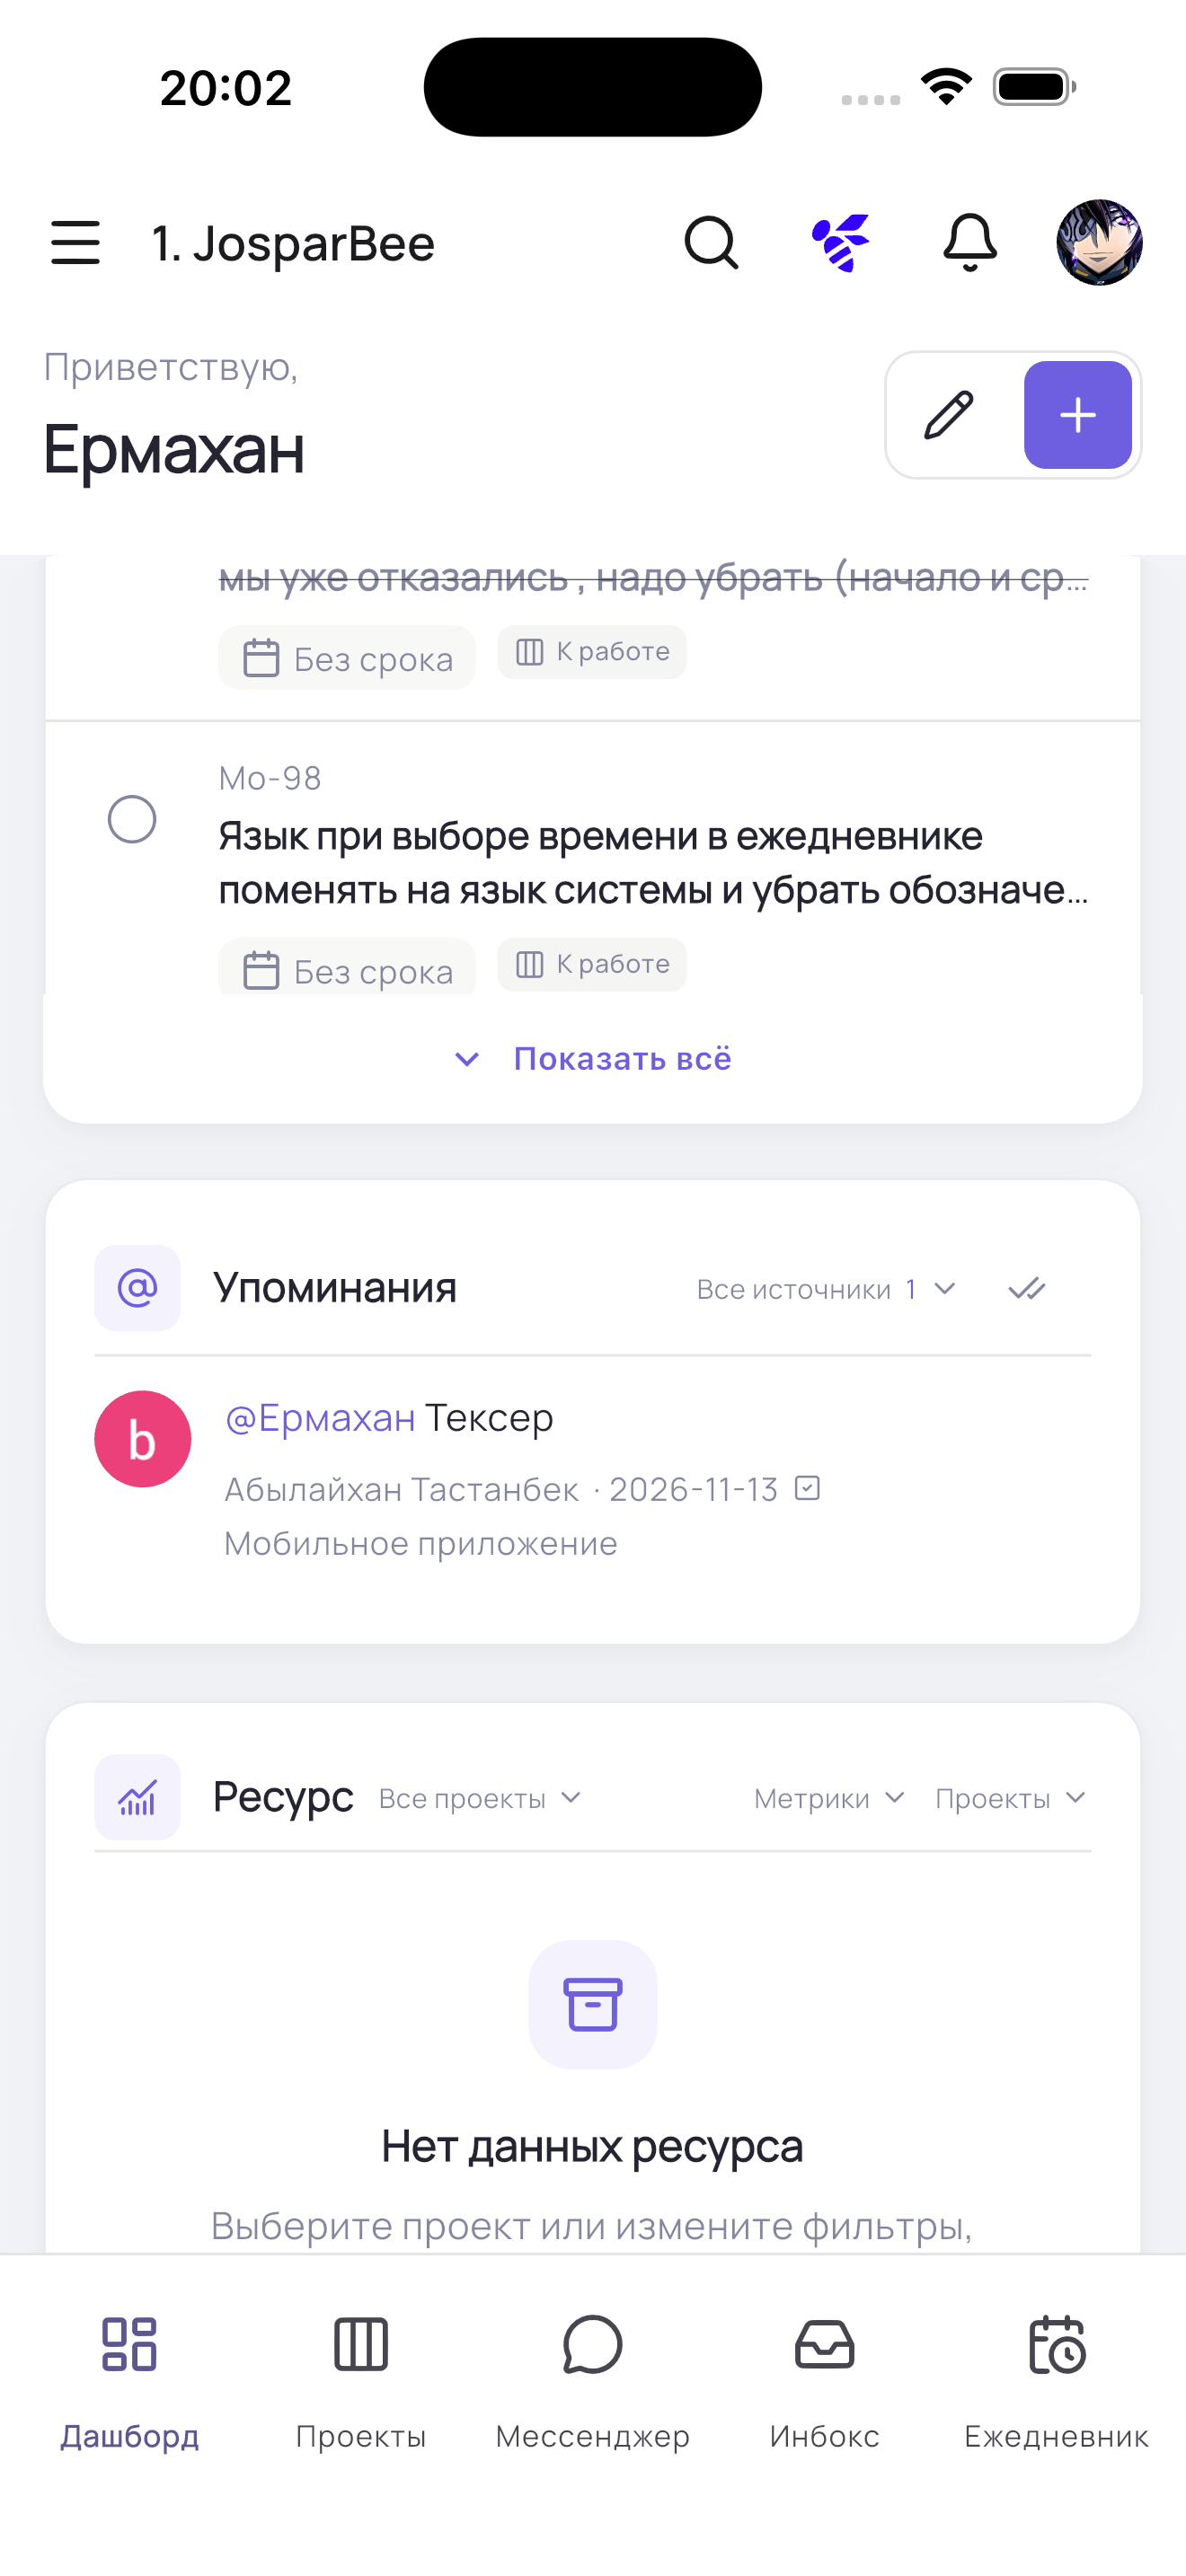 20:02
1. JosparBee
Приветствую,
Ермахан
мы уже отказались , надо убрать (начало и ср...
Без срока
К работе
Mo-98
Язык при выборе времени в ежедневнике
поменять на язык системы и убрать обозначе...
Без срока
К работе
Показать всё
Упоминания
Все источники 1
b
@Ермахан Тексер
Абылайхан Тастанбек · 2026-11-13
Мобильное приложение
Ресурс
Все проекты
Метрики
Проекты
Нет данных ресурса
Выберите проект или измените фильтры,
Дашборд
Проекты
Мессенджер
Инбокс
Ежедневник